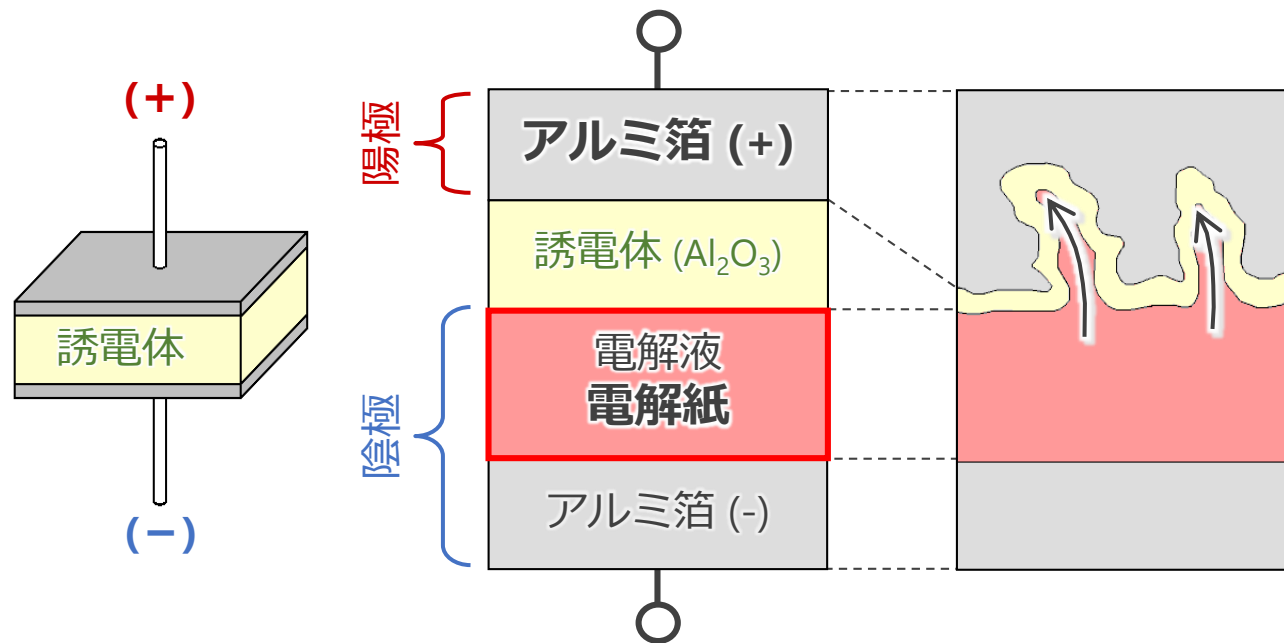 (+)
誘電体
(−)
陽極
アルミ箔 (+)
誘電体 (Al₂O₃)
陰極
電解液
電解紙
アルミ箔 (-)